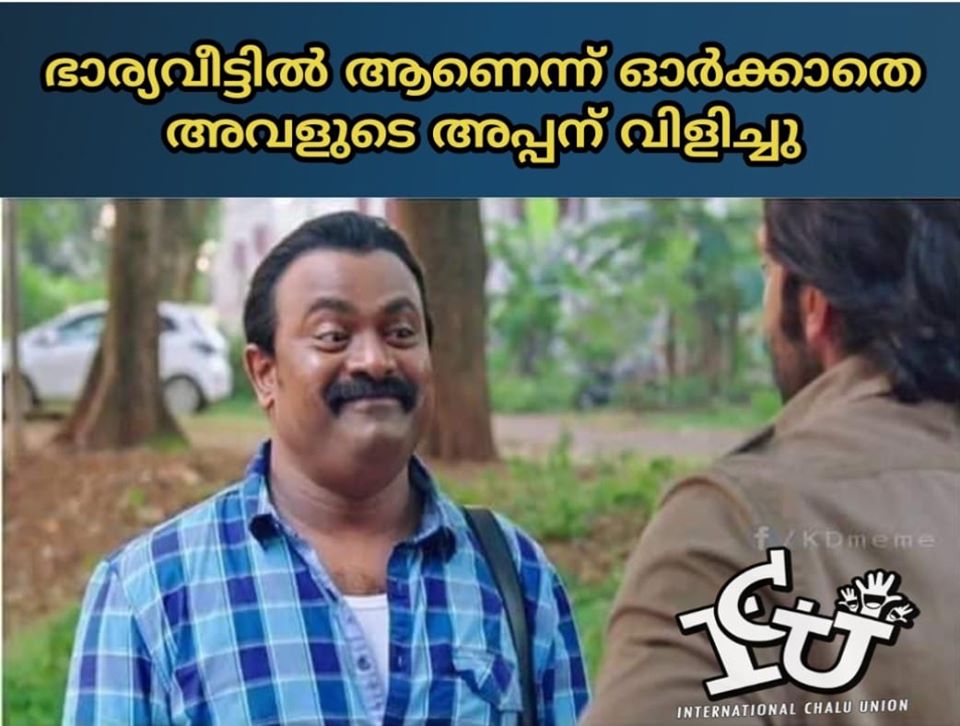 ഭാര്യവീട്ടിൽ ആണെന്ന് ഓർക്കാതെ
അവളുടെ അപ്പന് വിളിച്ചു
f /KDmeme
ICU
INTERNATIONAL CHALU UNION